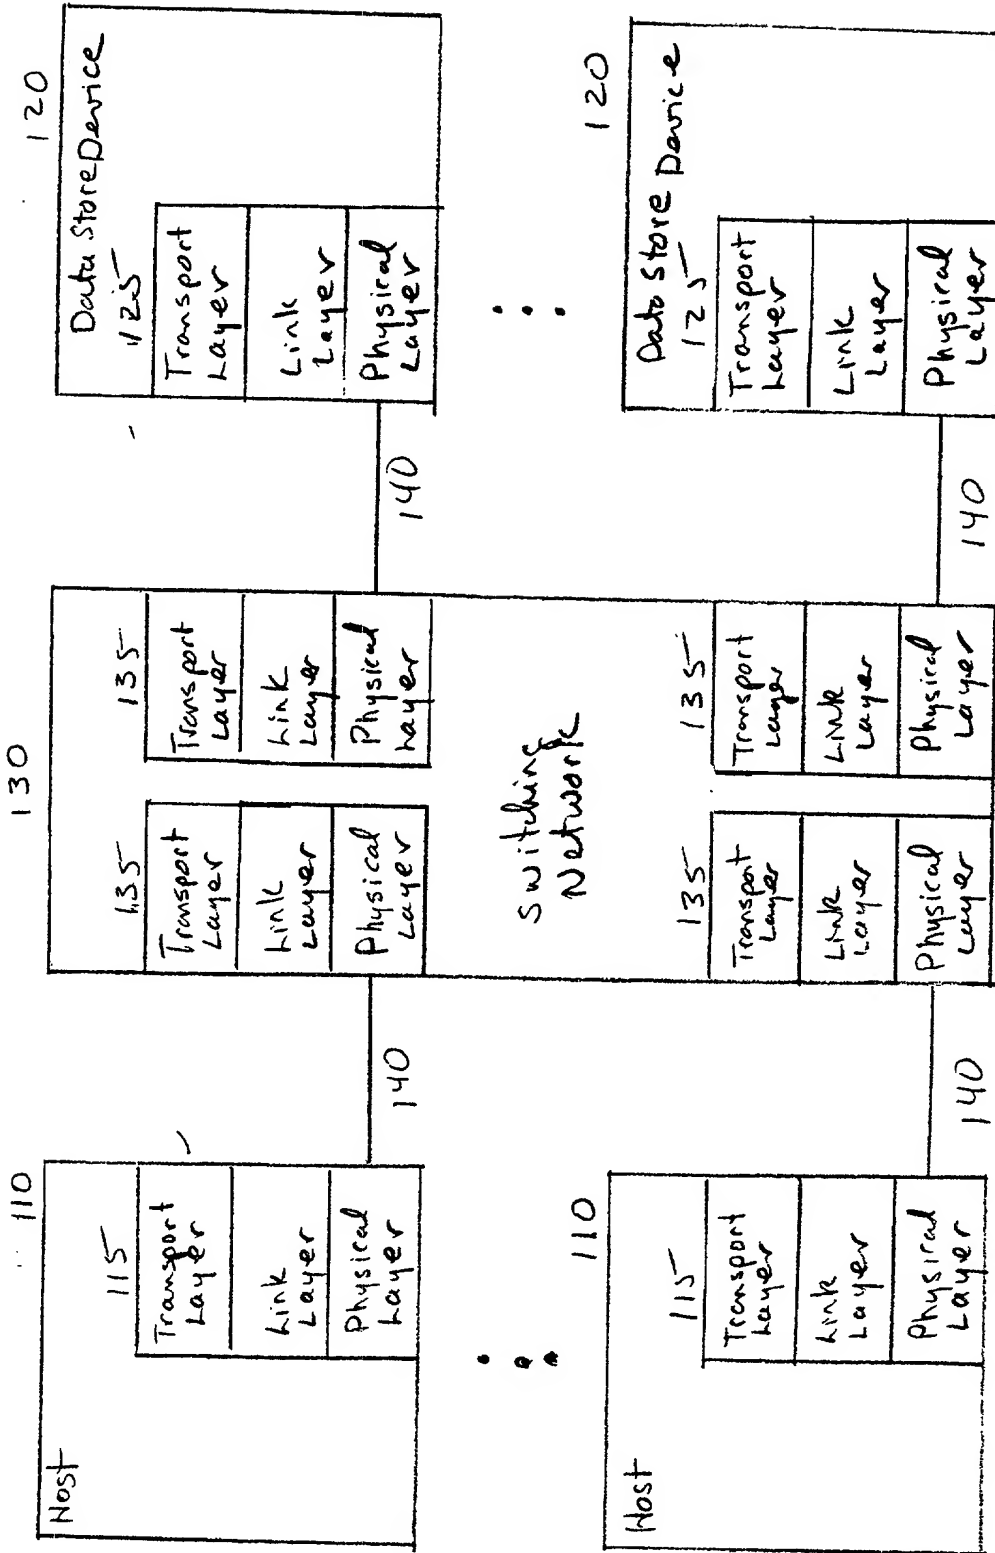 110
Host
115
Transport
Layer
Link
Layer
Physical
Layer
140
110
Host
115
Transport
Layer
Link
Layer
Physical
Layer
140
130
135
Transport
Layer
Link
Layer
Physical
Layer
135
Transport
Layer
Link
Layer
Physical
Layer
Switching
Network
135
Transport
Layer
Link
Layer
Physical
Layer
135
Transport
Layer
Link
Layer
Physical
Layer
120
Data Store Device
125
Transport
Layer
Link
Layer
Physical
Layer
140
120
Data Store Device
125
Transport
Layer
Link
Layer
Physical
Layer
140